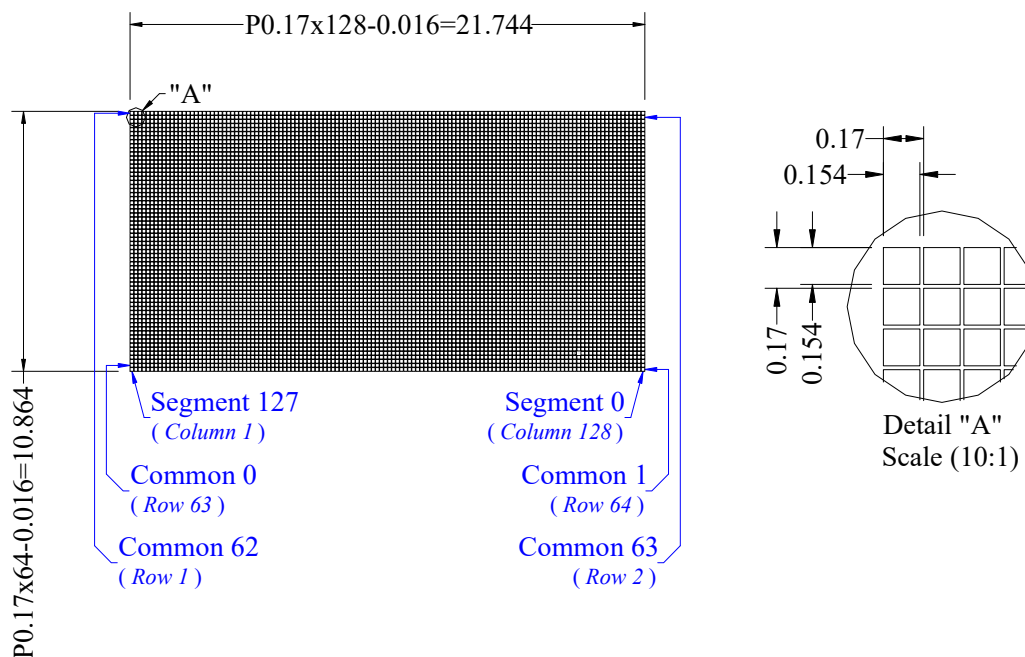 P0.17x128-0.016=21.744
"A"
P0.17x64-0.016=10.864
Segment 127
( Column 1 )
Segment 0
( Column 128 )
Common 0
( Row 63 )
Common 1
( Row 64 )
Common 62
( Row 1 )
Common 63
( Row 2 )
0.17
0.154
0.17
0.154
Detail "A"
Scale (10:1)